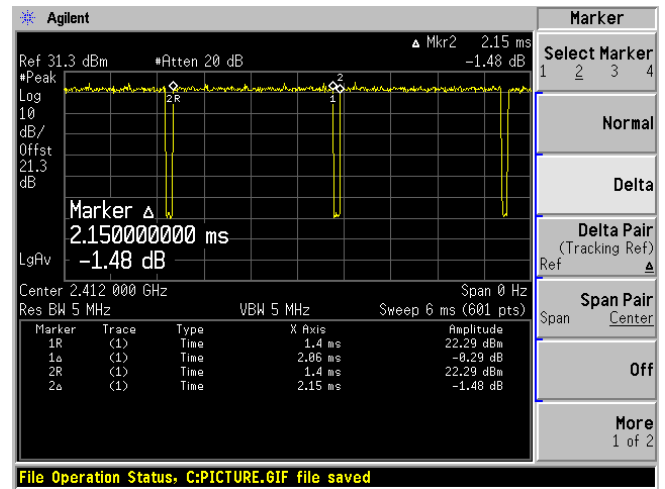 Agilent
Marker
Δ Mkr2 2.15 ms
Ref 31.3 dBm #Atten 20 dB -1.48 dB
#Peak
Log
10
dB/
Offst
21.3
dB
LgAv
2R
1
2
Marker Δ
2.150000000 ms
-1.48 dB
Center 2.412 000 GHz Span 0 Hz
Res BW 5 MHz VBW 5 MHz Sweep 6 ms (601 pts)
Marker Trace Type X Axis Amplitude
1R (1) Time 1.4 ms 22.29 dBm
1Δ (1) Time 2.06 ms -0.29 dB
2R (1) Time 1.4 ms 22.29 dBm
2Δ (1) Time 2.15 ms -1.48 dB
Select Marker
1 2 3 4
Normal
Delta
Delta Pair
(Tracking Ref)
Ref Δ
Span Pair
Span Center
Off
More
1 of 2
File Operation Status, C:PICTURE.GIF file saved